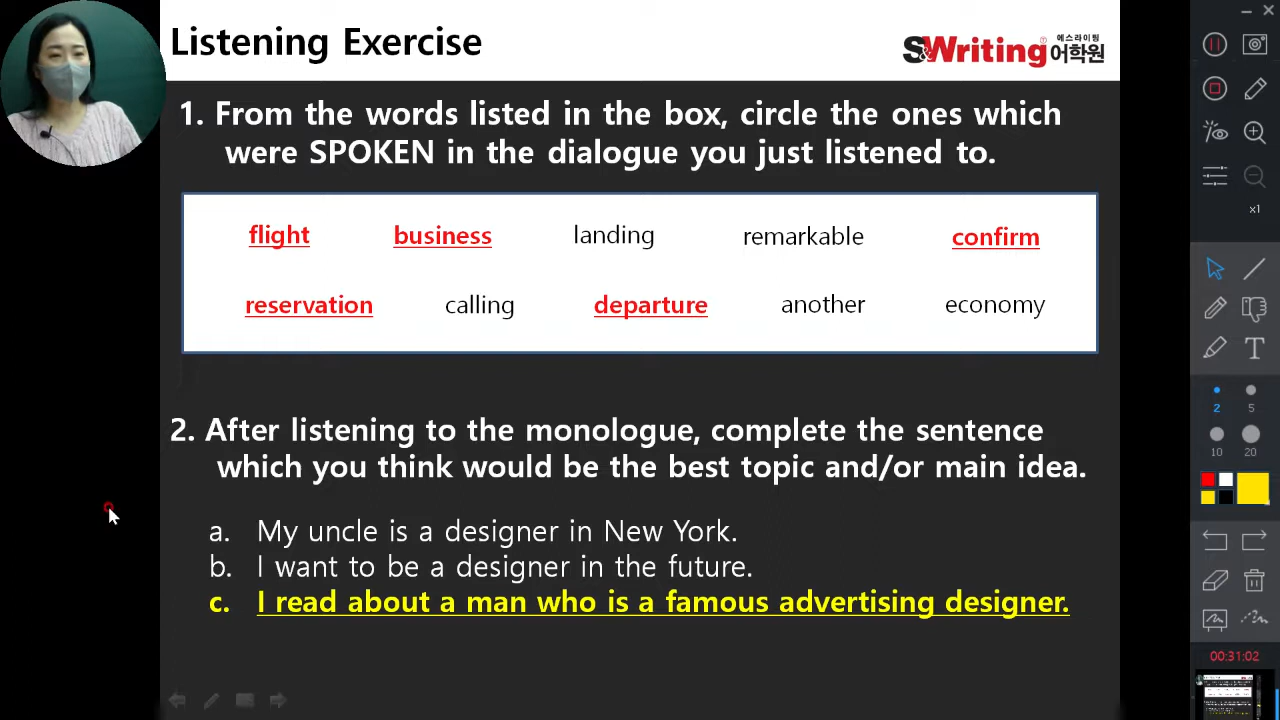 Listening Exercise
S&Writing 에스라이팅 어학원
1. From the words listed in the box, circle the ones which
were SPOKEN in the dialogue you just listened to.
flight business landing remarkable confirm
reservation calling departure another economy
2. After listening to the monologue, complete the sentence
which you think would be the best topic and/or main idea.
a. My uncle is a designer in New York.
b. I want to be a designer in the future.
c. I read about a man who is a famous advertising designer.
x1
T
2 5
10 20
00:31:02